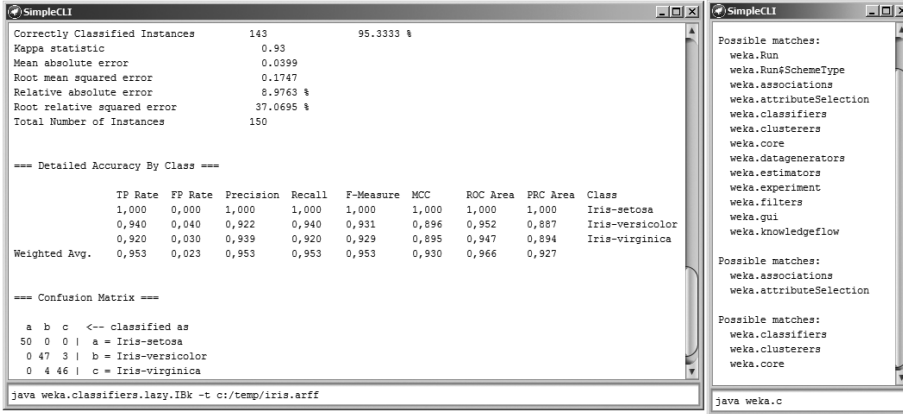 SimpleCLI
Correctly Classified Instances 143 95.3333 %
Kappa statistic 0.93
Mean absolute error 0.0399
Root mean squared error 0.1747
Relative absolute error 8.9763 %
Root relative squared error 37.0695 %
Total Number of Instances 150
=== Detailed Accuracy By Class ===
TP Rate FP Rate Precision Recall F-Measure MCC ROC Area PRC Area Class
1,000 0,000 1,000 1,000 1,000 1,000 1,000 1,000 Iris-setosa
0,940 0,040 0,922 0,940 0,931 0,896 0,952 0,887 Iris-versicolor
0,920 0,030 0,939 0,920 0,929 0,895 0,947 0,894 Iris-virginica
Weighted Avg. 0,953 0,023 0,953 0,953 0,953 0,930 0,966 0,927
=== Confusion Matrix ===
a b c <-- classified as
50 0 0 | a = Iris-setosa
0 47 3 | b = Iris-versicolor
0 4 46 | c = Iris-virginica
java weka.classifiers.lazy.IBk -t c:/temp/iris.arff
SimpleCLI
Possible matches:
weka.Run
weka.Run$SchemeType
weka.associations
weka.attributeSelection
weka.classifiers
weka.clusterers
weka.core
weka.datagenerators
weka.estimators
weka.experiment
weka.filters
weka.gui
weka.knowledgeflow
Possible matches:
weka.associations
weka.attributeSelection
Possible matches:
weka.classifiers
weka.clusterers
weka.core
java weka.c